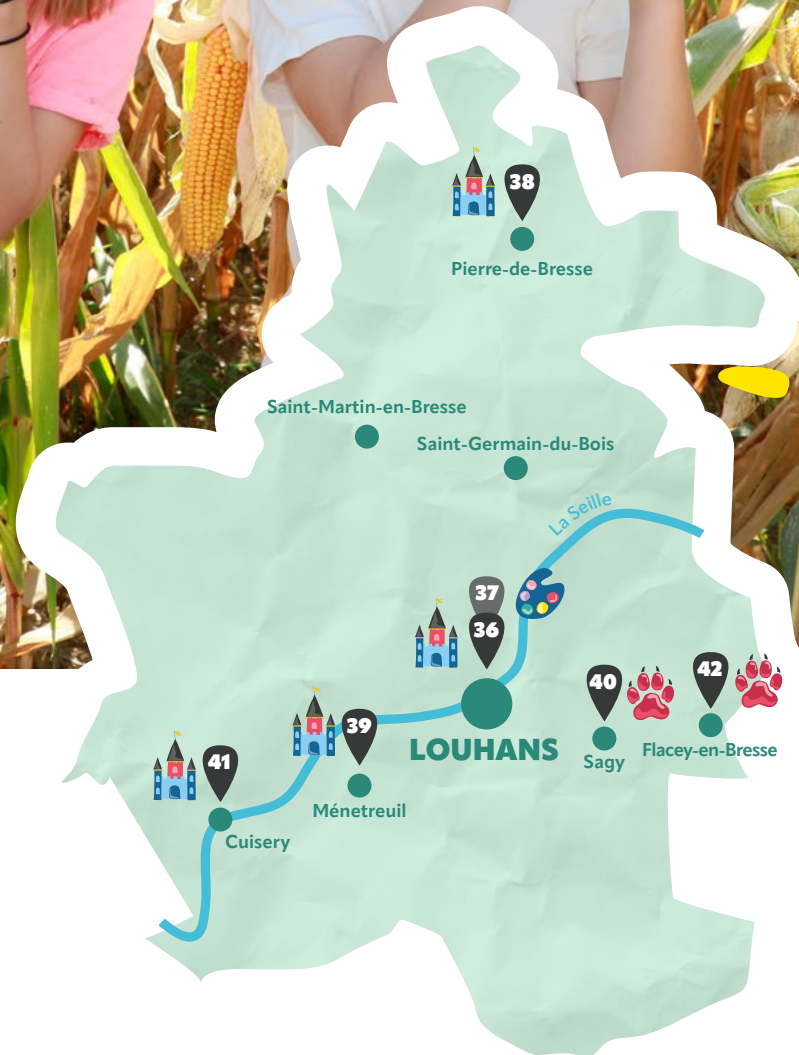 38
Pierre-de-Bresse
Saint-Martin-en-Bresse
Saint-Germain-du-Bois
La Seille
37
36
40
42
39
LOUHANS
Sagy
Flacey-en-Bresse
41
Ménetreuil
Cuisery